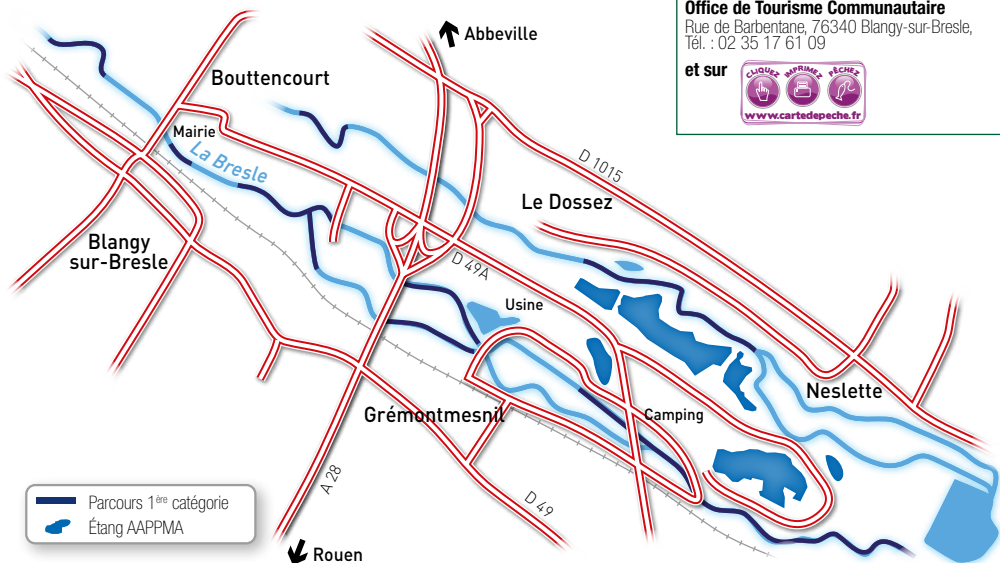 Office de Tourisme Communautaire
Rue de Barbentane, 76340 Blangy-sur-Bresle,
Tél. : 02 35 17 61 09
et sur
CLIQUEZ IMPRIMEZ PÊCHEZ
www.cartedepeche.fr
Abbeville
Bouttencourt
Mairie
La Bresle
D 1015
Le Dossez
Blangy
sur-Bresle
D 49A
Usine
Neslette
Grémontmesnil
Camping
A 28
D 49
Parcours 1ère catégorie
Étang AAPPMA
Rouen